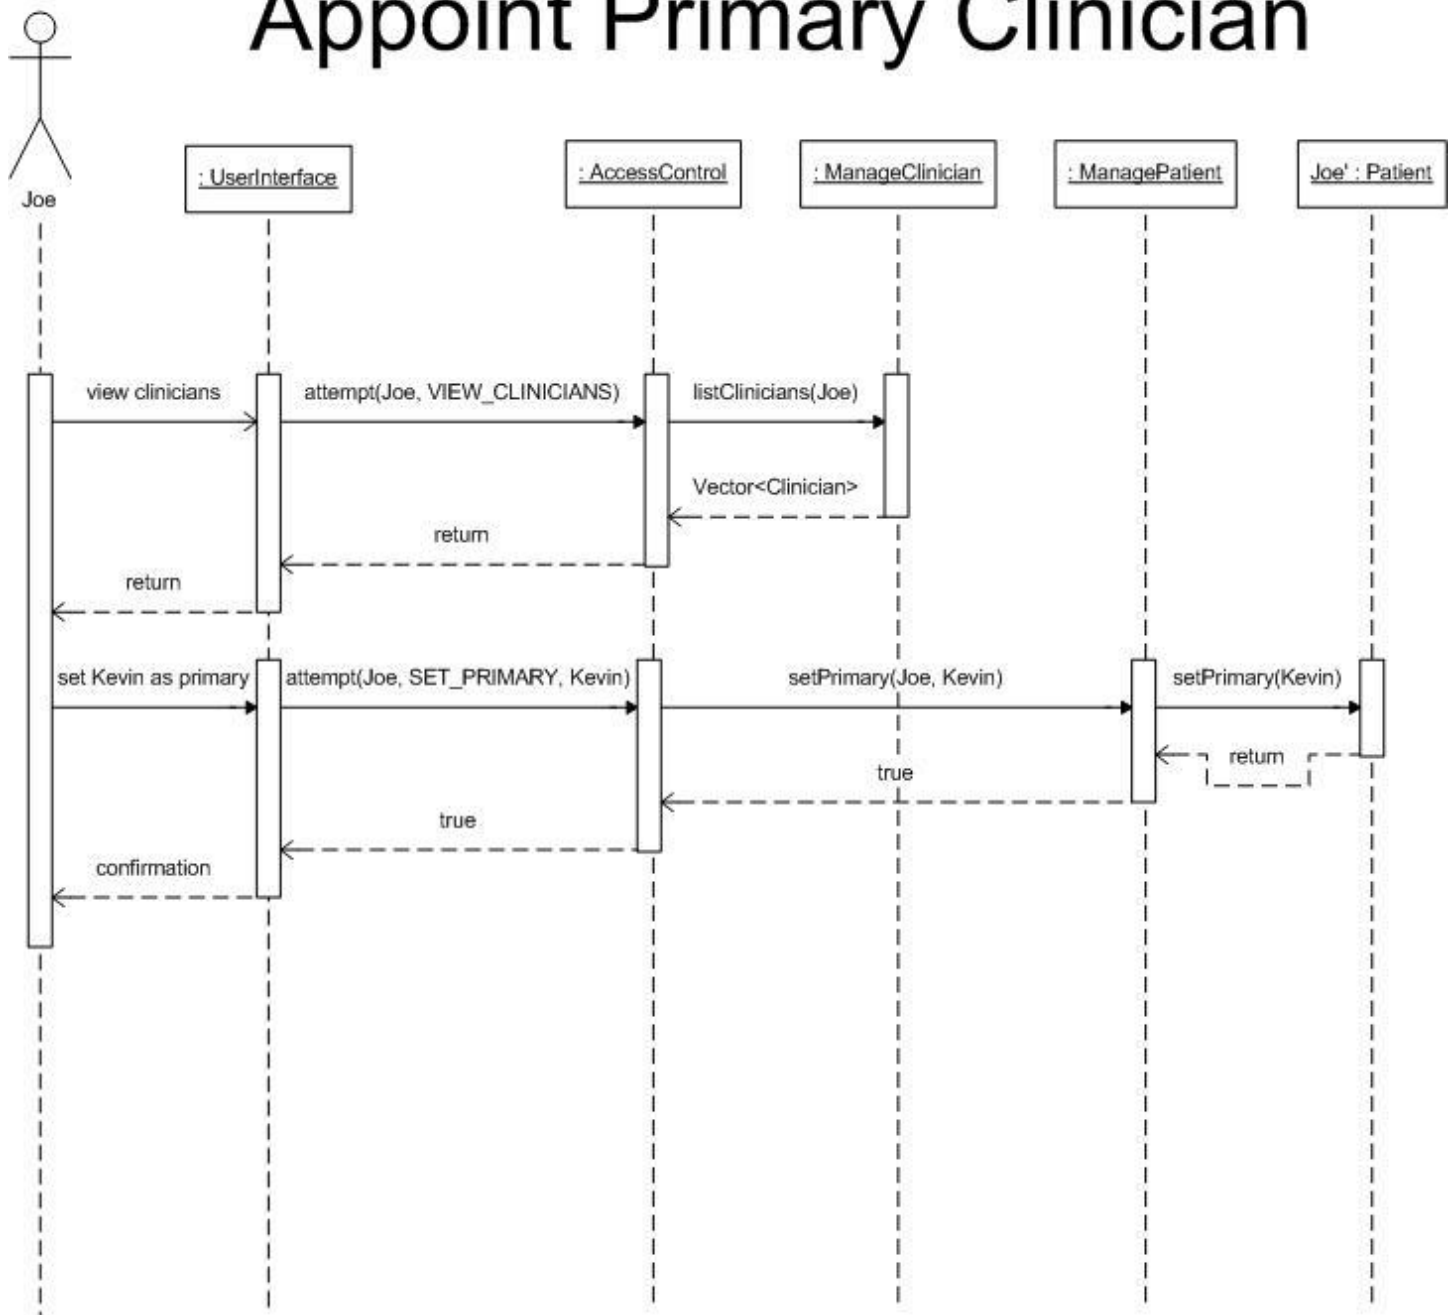 Appoint Primary Clinician
Joe
: UserInterface
: AccessControl
: ManageClinician
: ManagePatient
Joe' : Patient
view clinicians
attempt(Joe, VIEW_CLINICIANS)
listClinicians(Joe)
Vector<Clinician>
return
return
set Kevin as primary
attempt(Joe, SET_PRIMARY, Kevin)
setPrimary(Joe, Kevin)
setPrimary(Kevin)
return
true
true
confirmation